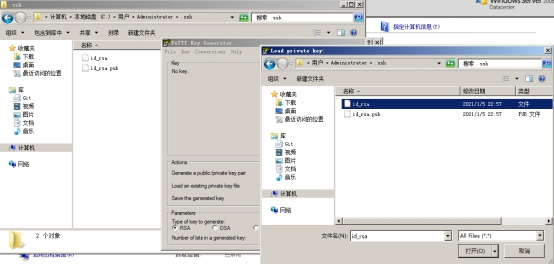 .ssh
计算机 本地磁盘 (C:) 用户 Administrator .ssh
搜索 .ssh
组织 包含到库中 共享 刻录 新建文件夹
收藏夹
下载
桌面
最近访问的位置
库
Git
视频
图片
文档
音乐
计算机
网络
名称
id_rsa
id_rsa.pub
2 个对象
PuTTY Key Generator
File Key Conversions Help
Key
No key.
Actions
Generate a public/private key pair
Load an existing private key file
Save the generated key
Parameters
Type of key to generate:
RSA DSA
Number of bits in a generated key:
Load private key:
用户 Administrator .ssh
搜索 .ssh
组织 新建文件夹
收藏夹
下载
桌面
最近访问的位置
库
Git
视频
图片
文档
音乐
计算机
网络
名称 修改日期 类型
id_rsa 2021/1/5 22:57 文件
id_rsa.pub 2021/1/5 22:57 PUB 文件
文件名(N): id_rsa All Files (*.*)
打开(O) 取消
Datacenter
指定计算机信息(F)